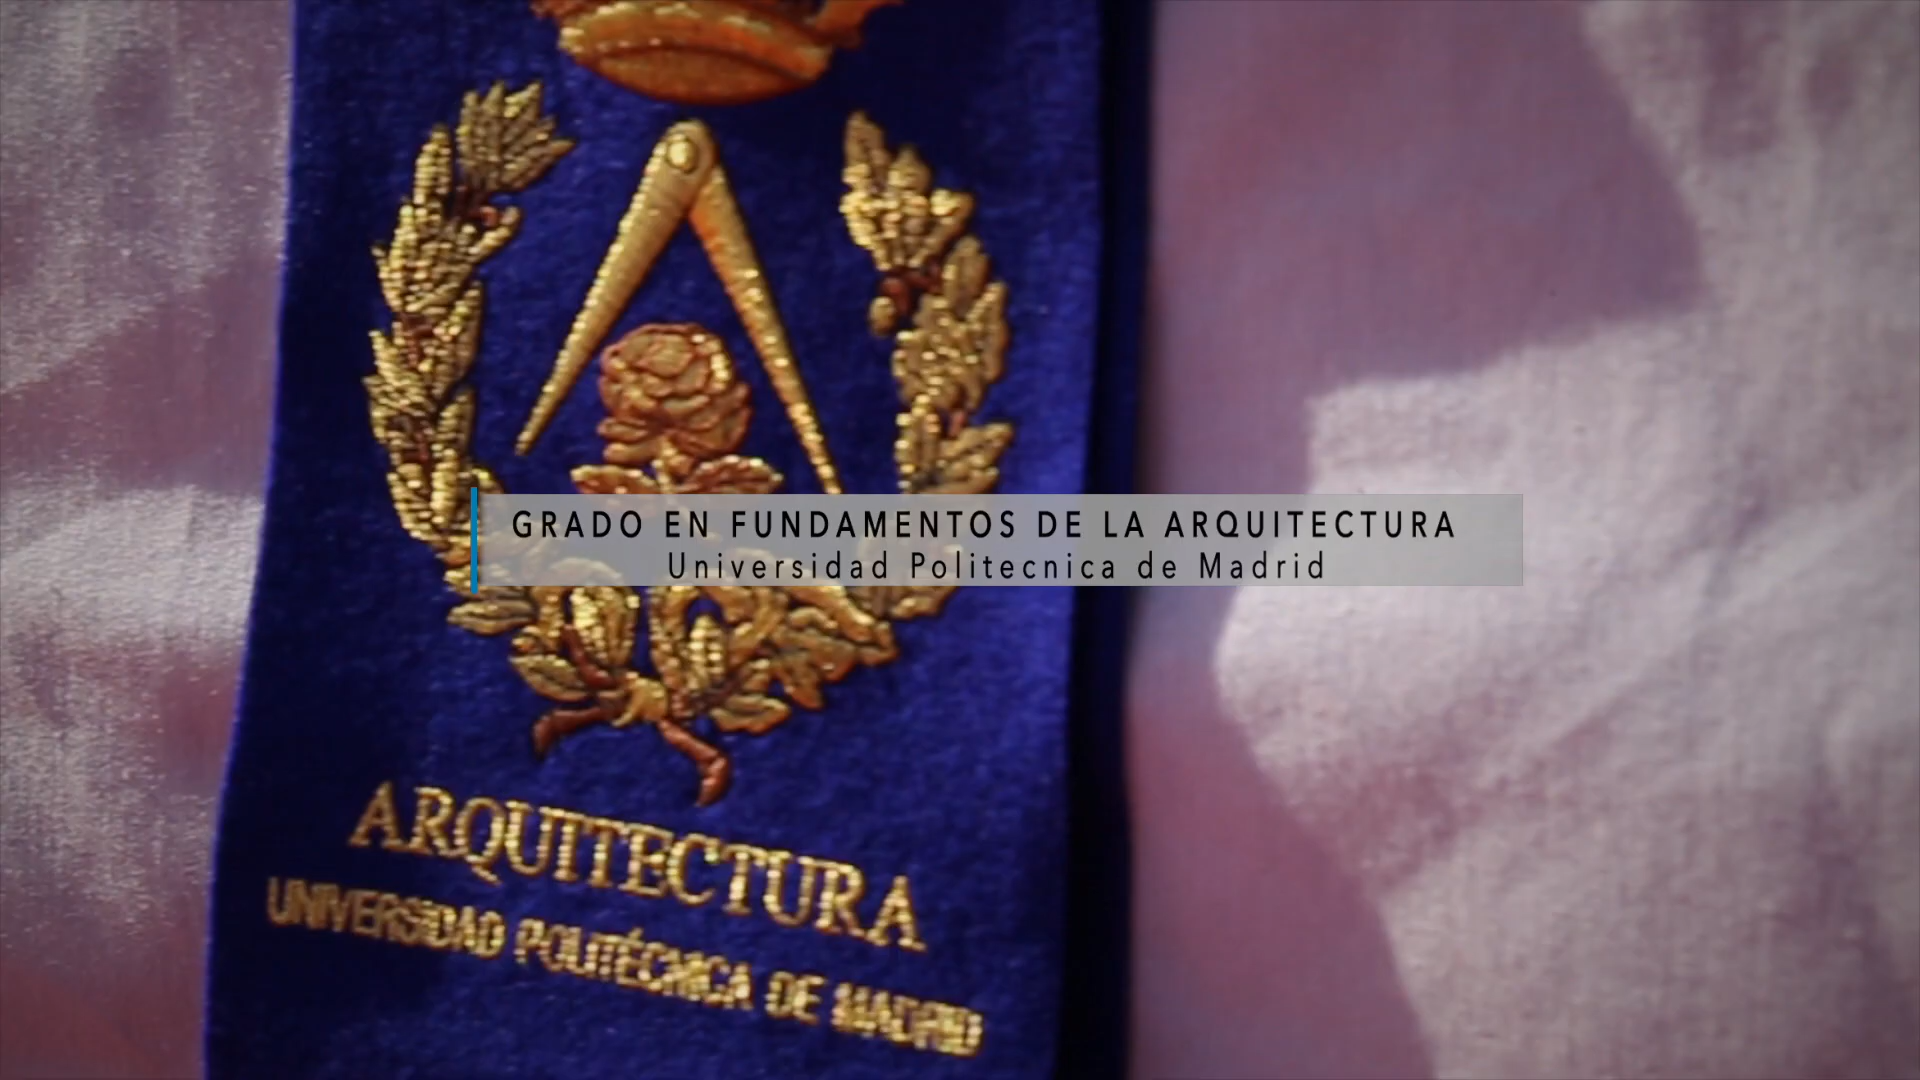 GRADO EN FUNDAMENTOS DE LA ARQUITECTURA
Universidad Politecnica de Madrid
ARQUITECTURA
UNIVERSIDAD POLITÉCNICA DE MADRID